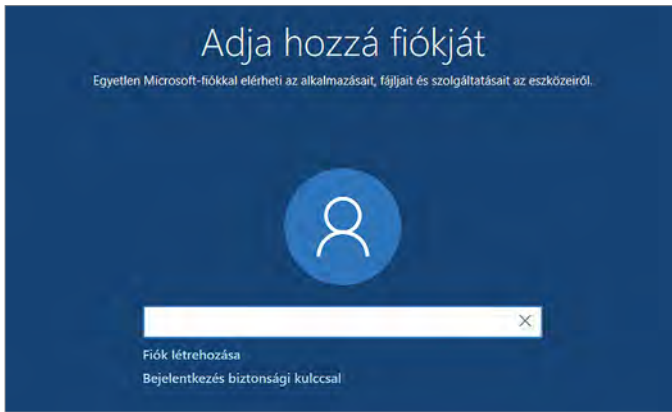 Adja hozzá fiókját
Egyetlen Microsoft-fiókkal elérheti az alkalmazásait, fájljait és szolgáltatásait az eszközeiről.
Fiók létrehozása
Bejelentkezés biztonsági kulccsal